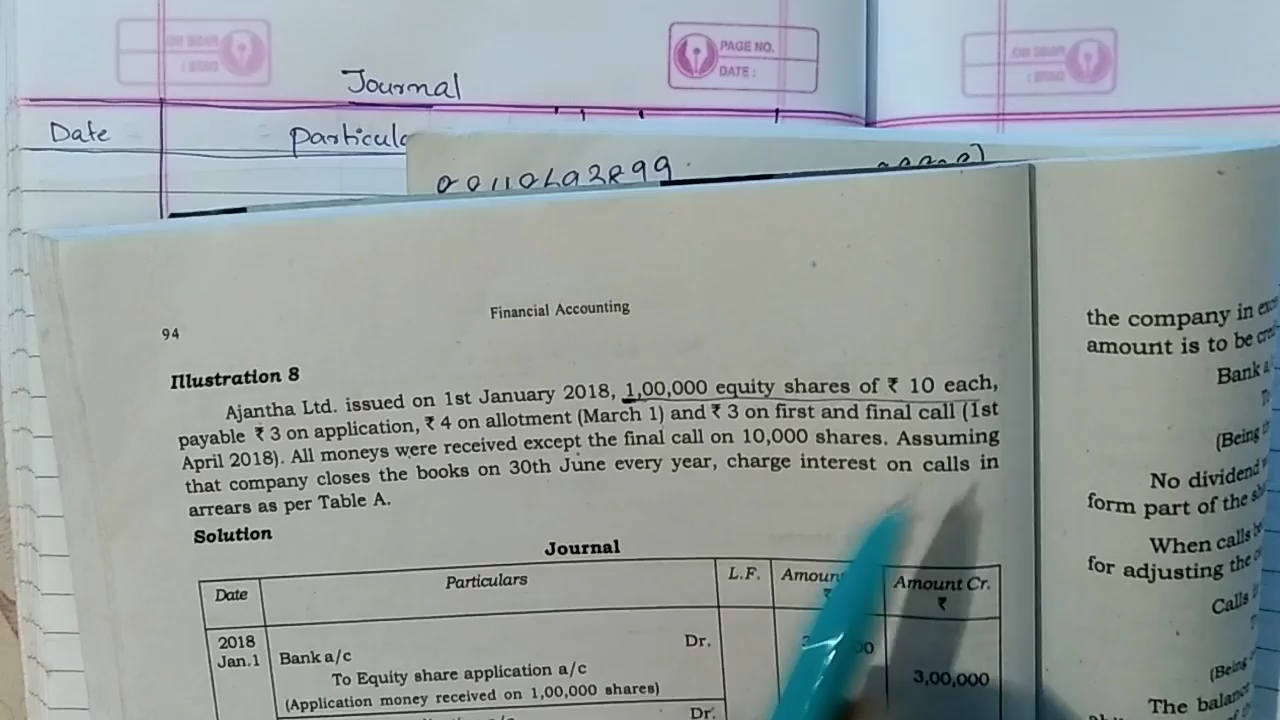 PAGE NO.
DATE :
Journal
Date
Financial Accounting
94
Illustration 8
Ajantha Ltd. issued on 1st January 2018, 1,00,000 equity shares of ₹ 10 each,
payable ₹ 3 on application, ₹ 4 on allotment (March 1) and ₹ 3 on first and final call (1st
April 2018). All moneys were received except the final call on 10,000 shares. Assuming
that company closes the books on 30th June every year, charge interest on calls in
arrears as per Table A.
Solution
Journal
Date Particulars L.F. Amount Cr.
₹
2018
Jan.1 Bank a/c Dr.
To Equity share application a/c 3,00,000
(Application money received on 1,00,000 shares)
Dr.
the company in
amount is to be
Bank
(Being
No dividend
form part of the
When calls
for adjusting the
Calls
(Being
The balance